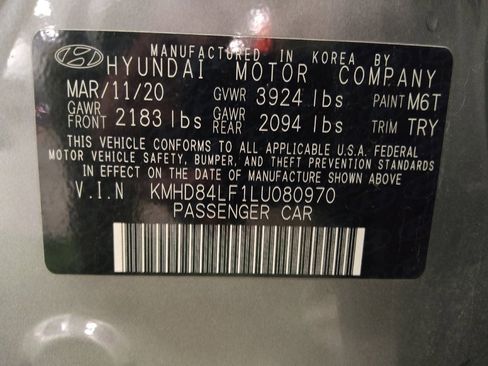 MANUFACTURED IN KOREA BY
HYUNDAI MOTOR COMPANY
MAR/11/20 GVWR 3924 lbs PAINT M6T
GAWR FRONT 2183 lbs GAWR REAR 2094 lbs TRIM TRY
THIS VEHICLE CONFORMS TO ALL APPLICABLE U.S.A. FEDERAL
MOTOR VEHICLE SAFETY, BUMPER, AND THEFT PREVENTION STANDARDS
IN EFFECT ON THE DATE OF MANUFACTURE SHOWN ABOVE.
V.I.N KMHD84LF1LU080970
PASSENGER CAR